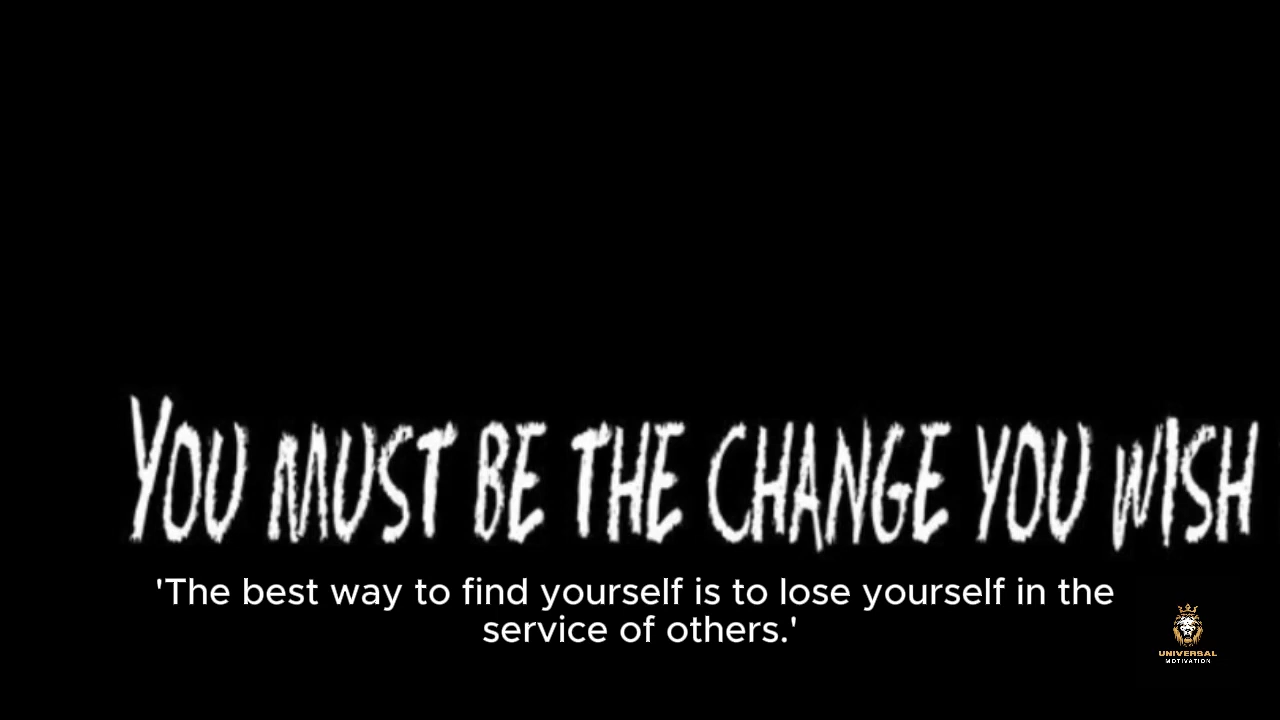 You must be the change you wish
'The best way to find yourself is to lose yourself in the
service of others.'
UNIVERSAL
MOTIVATION